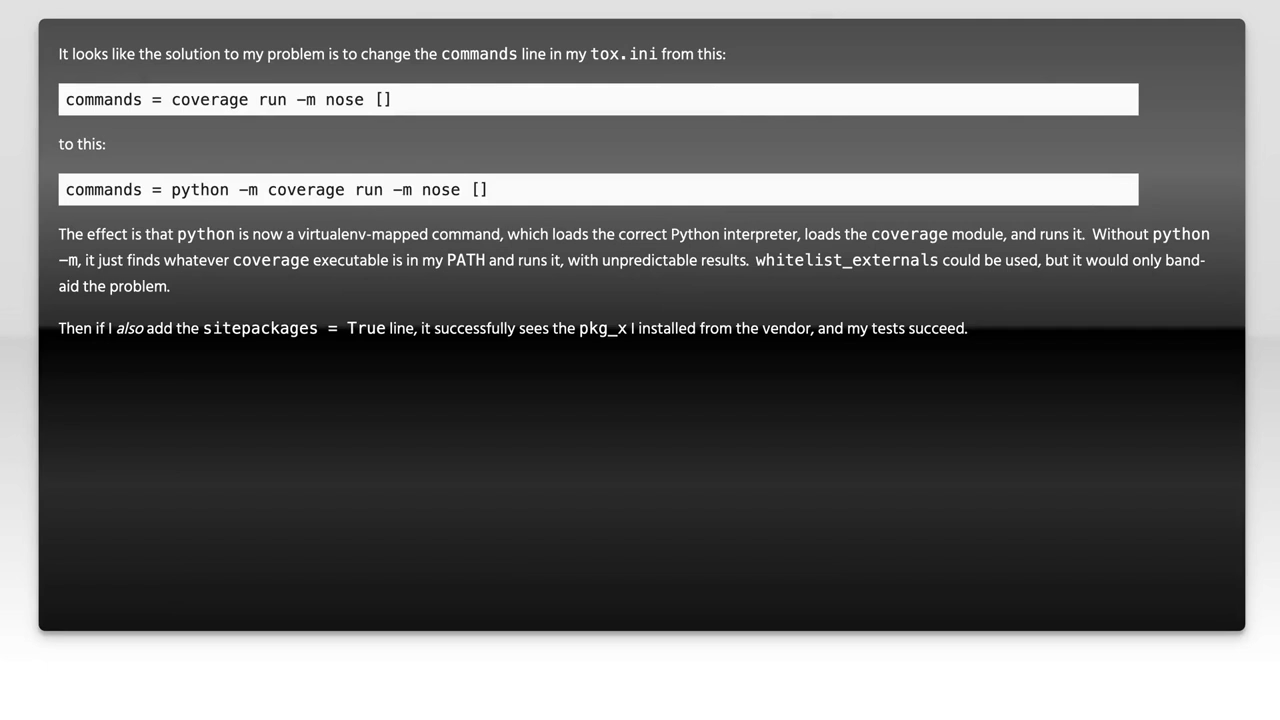 It looks like the solution to my problem is to change the commands line in my tox.ini from this:
commands = coverage run -m nose []
to this:
commands = python -m coverage run -m nose []
The effect is that python is now a virtualenv-mapped command, which loads the correct Python interpreter, loads the coverage module, and runs it. Without python
-m, it just finds whatever coverage executable is in my PATH and runs it, with unpredictable results. whitelist_externals could be used, but it would only band-
aid the problem.
Then if I also add the sitepackages = True line, it successfully sees the pkg_x I installed from the vendor, and my tests succeed.